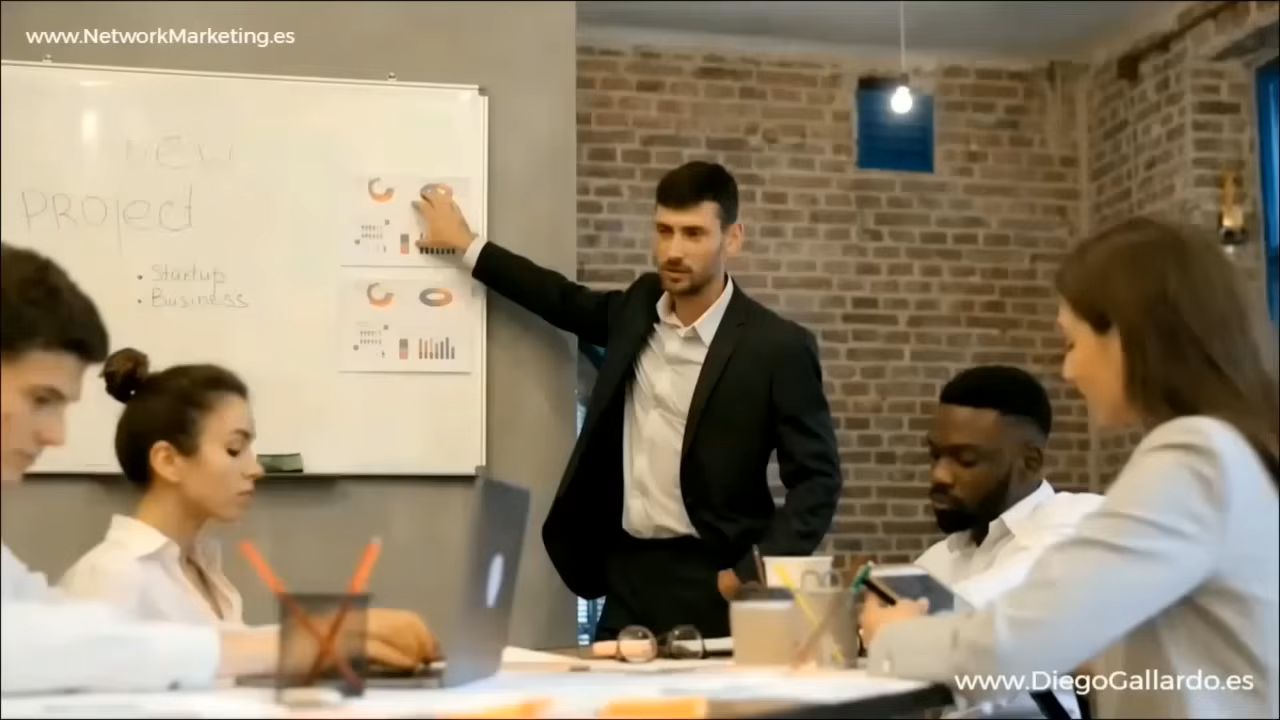 www.NetworkMarketing.es
NEW
PROJECT
• Startup
• Business
www.DiegoGallardo.es